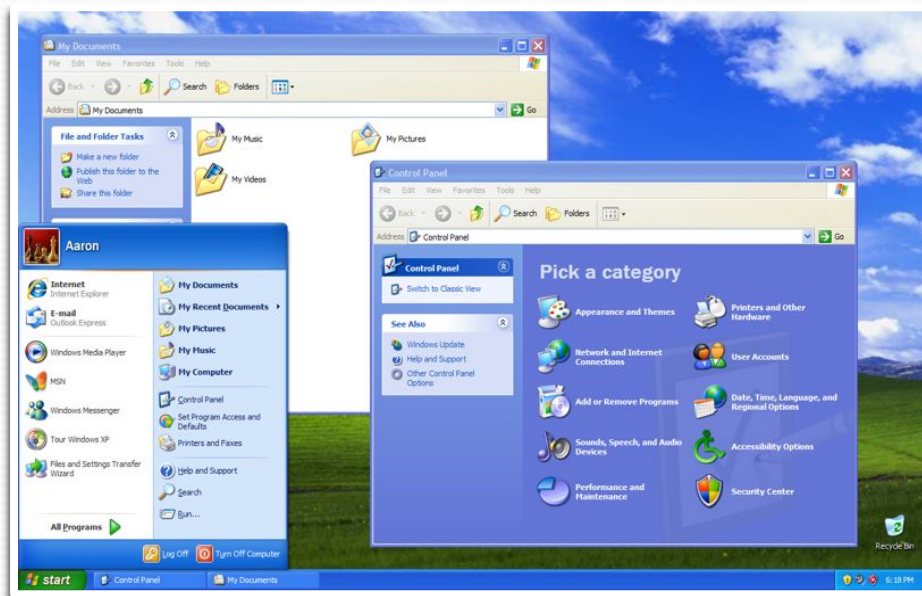 My Documents
File Edit View Favorites Tools Help
Back Search Folders
Address My Documents Go
File and Folder Tasks
Make a new folder
Publish this folder to the
Web
Share this folder
My Music
My Pictures
My Videos
Control Panel
File Edit View Favorites Tools Help
Back Search Folders
Address Control Panel Go
Control Panel
Switch to Classic View
See Also
Windows Update
Help and Support
Other Control Panel
Options
Pick a category
Appearance and Themes
Printers and Other
Hardware
Network and Internet
Connections
User Accounts
Add or Remove Programs
Date, Time, Language, and
Regional Options
Sounds, Speech, and Audio
Devices
Accessibility Options
Performance and
Maintenance
Security Center
Aaron
Internet
Internet Explorer
E-mail
Outlook Express
Windows Media Player
MSN
Windows Messenger
Tour Windows XP
Files and Settings Transfer
Wizard
All Programs
My Documents
My Recent Documents
My Pictures
My Music
My Computer
Control Panel
Set Program Access and
Defaults
Printers and Faxes
Help and Support
Search
Run...
Log Off Turn Off Computer
Recycle Bin
start Control Panel My Documents 6:18 PM